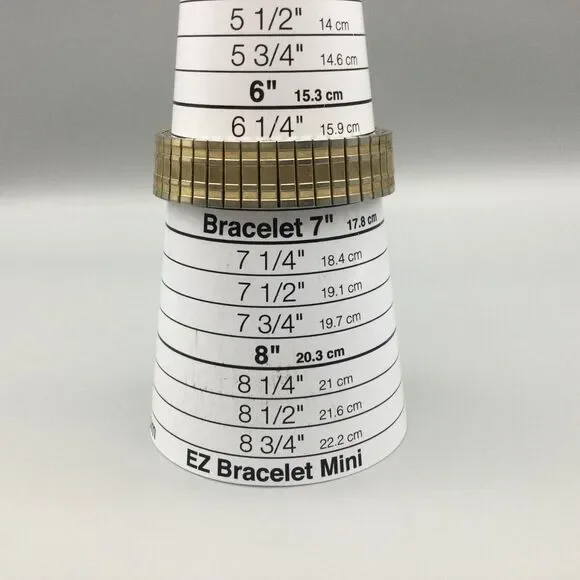 5 1/2" 14 cm
5 3/4" 14.6 cm
6" 15.3 cm
6 1/4" 15.9 cm
Bracelet 7" 17.8 cm
7 1/4" 18.4 cm
7 1/2" 19.1 cm
7 3/4" 19.7 cm
8" 20.3 cm
8 1/4" 21 cm
8 1/2" 21.6 cm
8 3/4" 22.2 cm
EZ Bracelet Mini